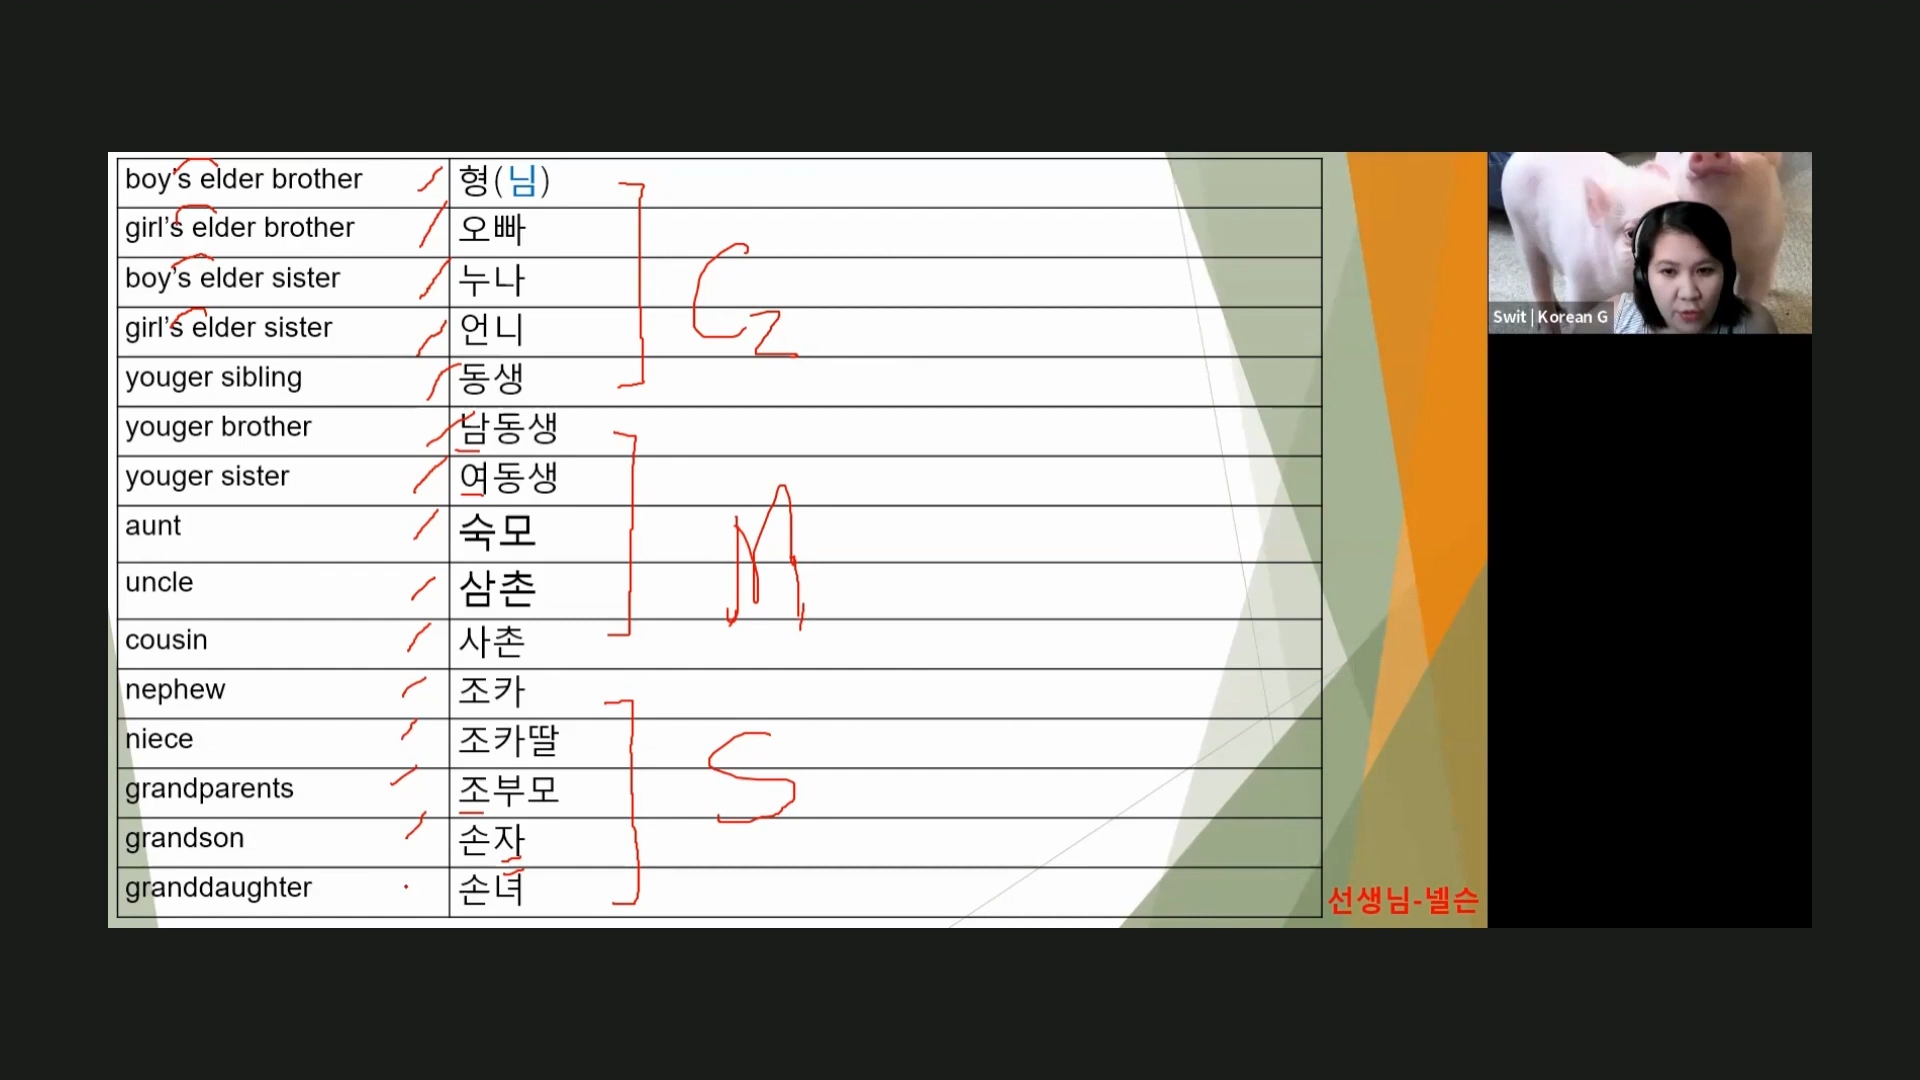 boy's elder brother 형(님)
girl's elder brother 오빠
boy's elder sister 누나
girl's elder sister 언니
youger sibling 동생
youger brother 남동생
youger sister 여동생
aunt 숙모
uncle 삼촌
cousin 사촌
nephew 조카
niece 조카딸
grandparents 조부모
grandson 손자
granddaughter 손녀
M
S
선생님-넬슨
Swit | Korean G